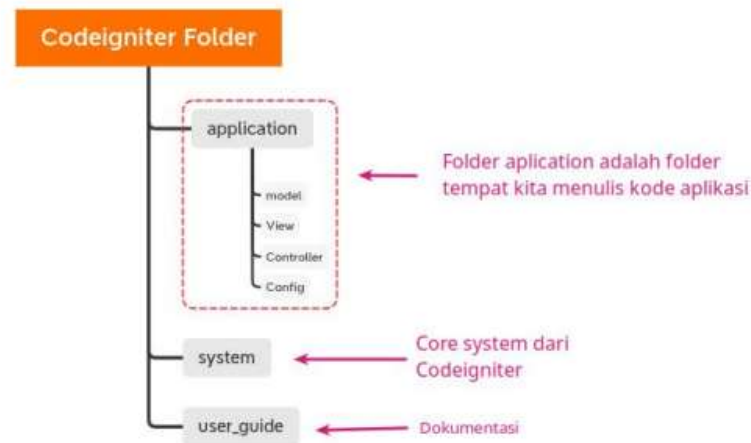 Codeigniter Folder
application
Folder aplication adalah folder
tempat kita menulis kode aplikasi
model
View
Controller
Config
system
Core system dari
Codeigniter
user_guide
Dokumentasi